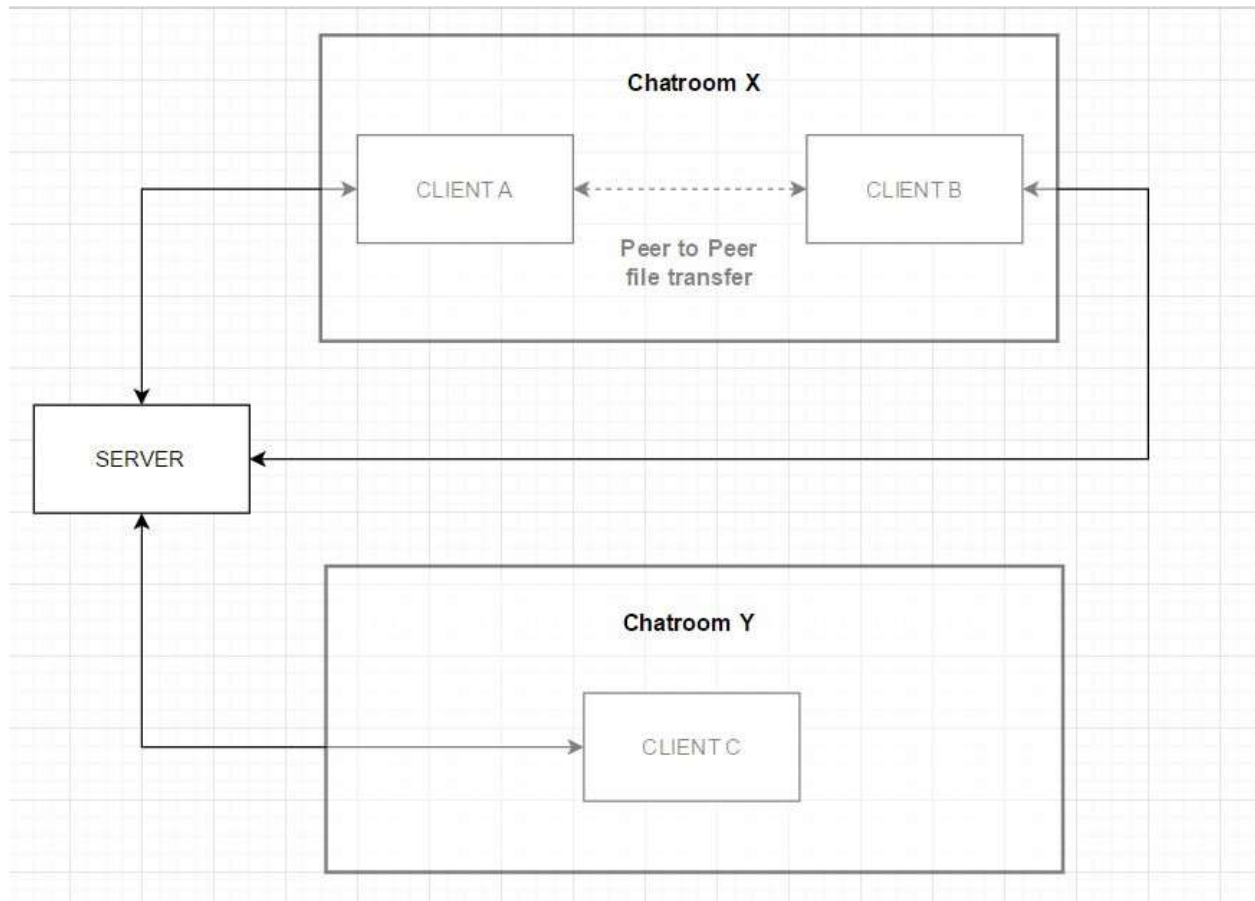 Chatroom X
CLIENT A
CLIENT B
Peer to Peer
file transfer
SERVER
Chatroom Y
CLIENT C